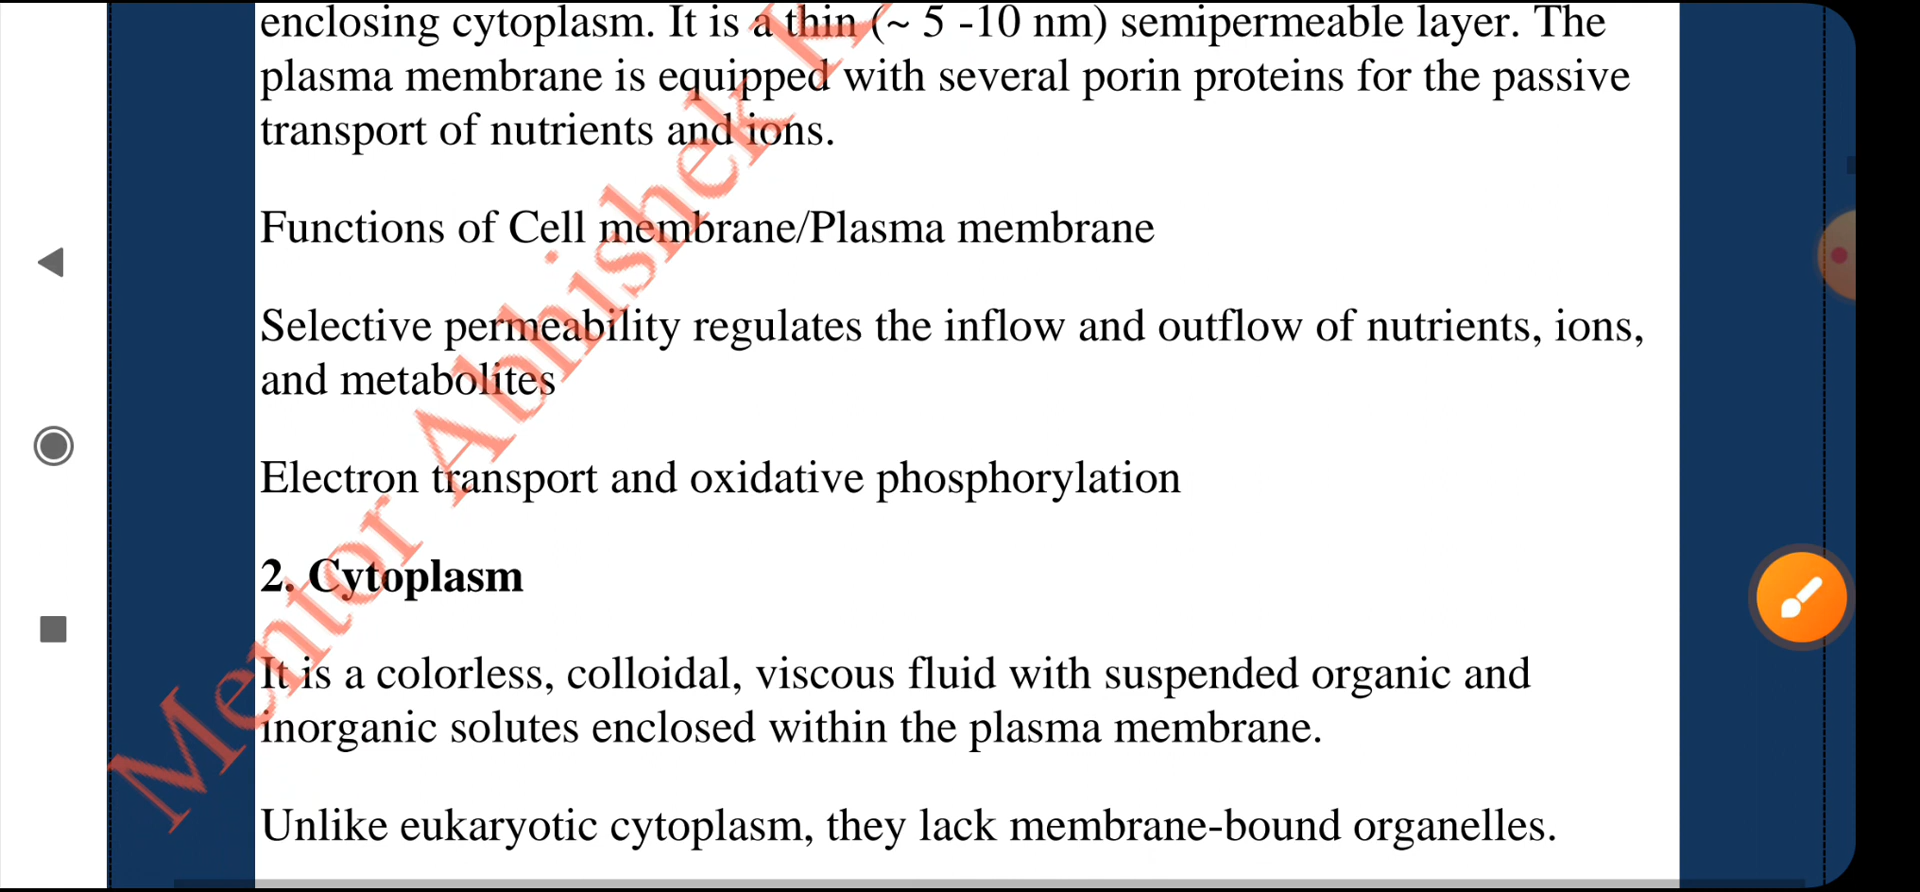 enclosing cytoplasm. It is a thin (~ 5 -10 nm) semipermeable layer. The
plasma membrane is equipped with several porin proteins for the passive
transport of nutrients and ions.
Functions of Cell membrane/Plasma membrane
Selective permeability regulates the inflow and outflow of nutrients, ions,
and metabolites
Electron transport and oxidative phosphorylation
2. Cytoplasm
It is a colorless, colloidal, viscous fluid with suspended organic and
inorganic solutes enclosed within the plasma membrane.
Unlike eukaryotic cytoplasm, they lack membrane-bound organelles.
Mentor Abhishek K